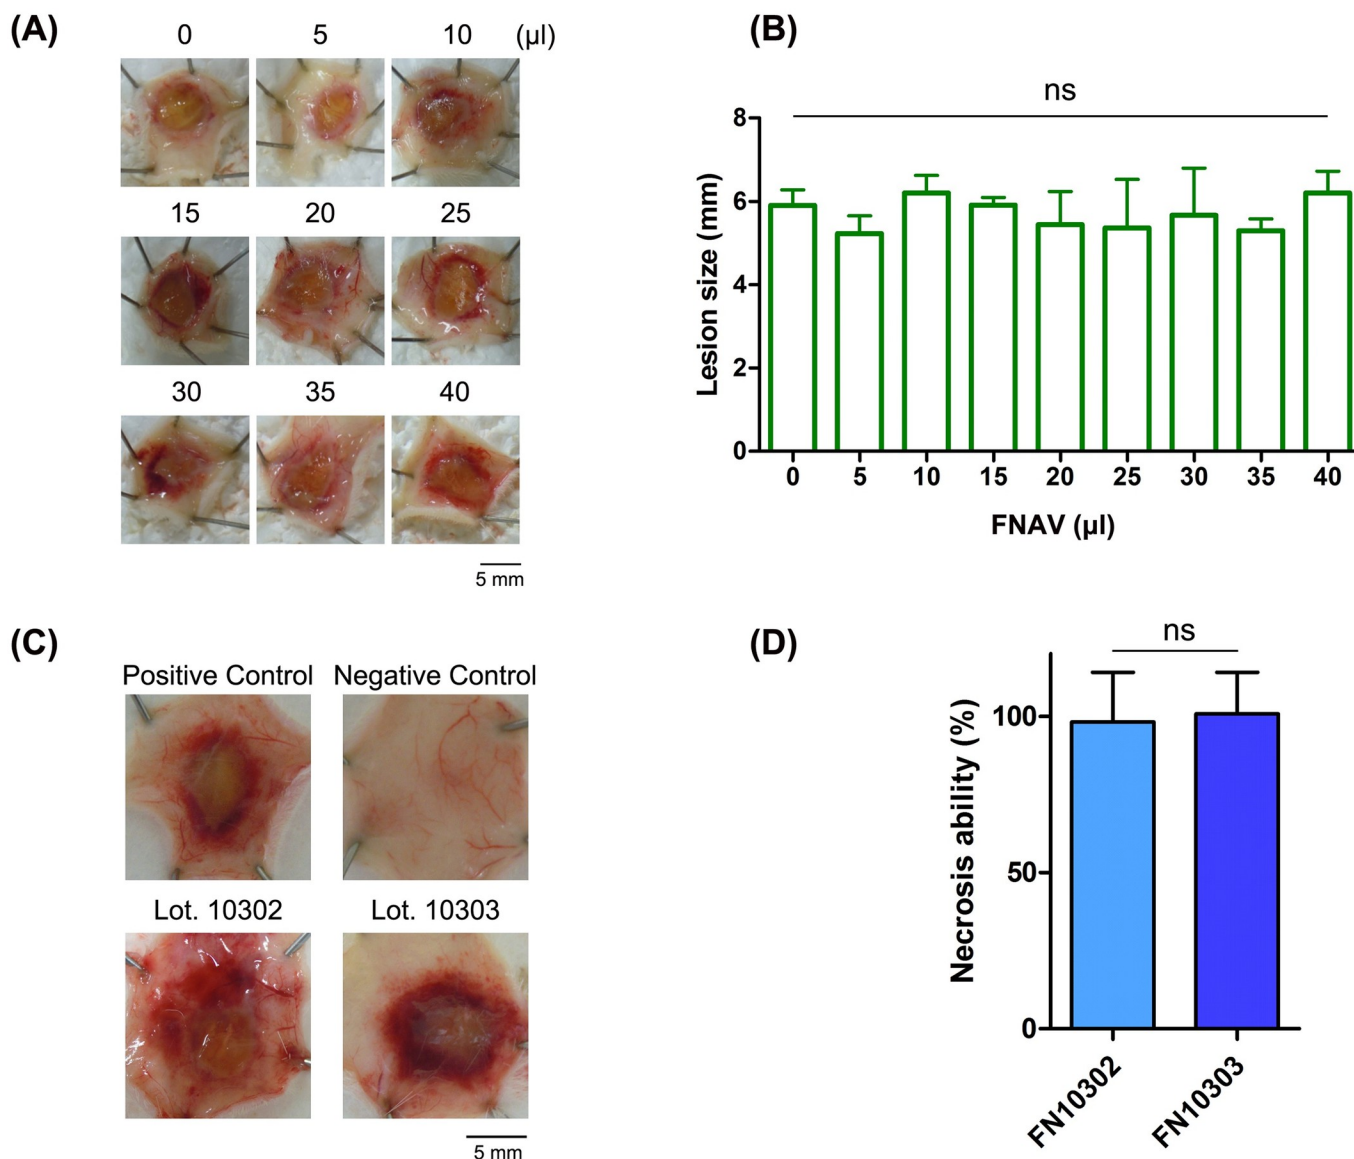 (A)
0 5 10 (µl)
15 20 25
30 35 40
5 mm
(B)
ns
8
6
4
2
0
Lesion size (mm)
0 5 10 15 20 25 30 35 40
FNAV (µl)
(C)
Positive Control Negative Control
Lot. 10302 Lot. 10303
5 mm
(D)
ns
100
50
0
Necrosis ability (%)
FN10302 FN10303